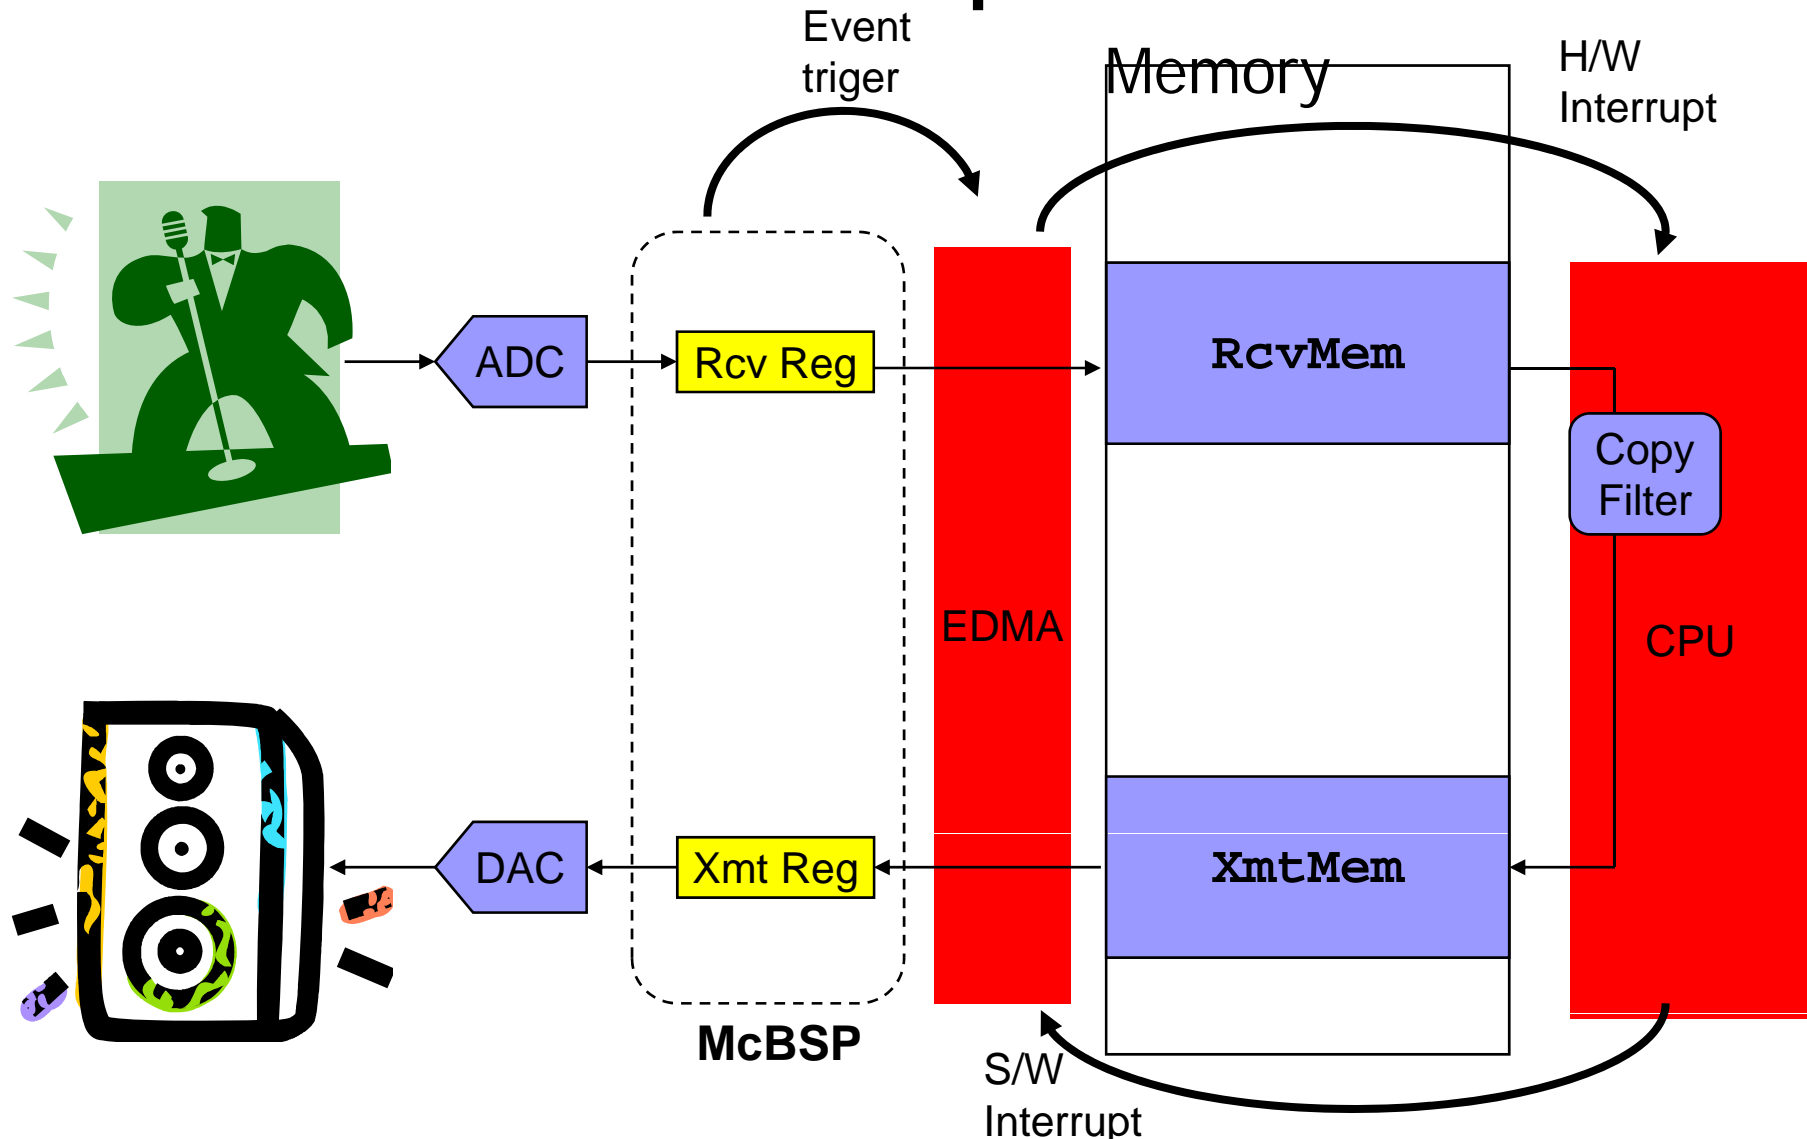 Event
triger
Memory
H/W
Interrupt
ADC
Rcv Reg
RcvMem
Copy
Filter
EDMA
CPU
DAC
Xmt Reg
XmtMem
McBSP
S/W
Interrupt